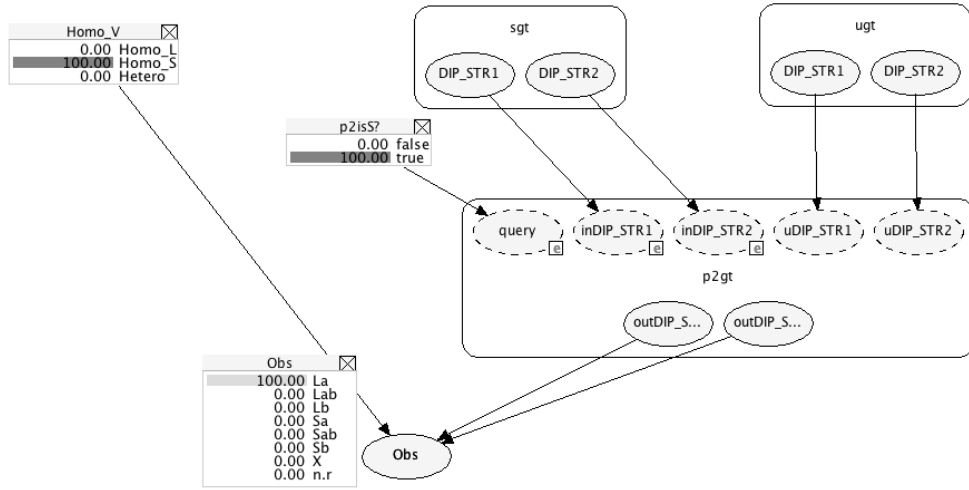 Homo_V
0.00 Homo_L
100.00 Homo_S
0.00 Hetero
sgt
DIP_STR1
DIP_STR2
ugt
DIP_STR1
DIP_STR2
p2isS?
0.00 false
100.00 true
query
e
inDIP_STR1
e
inDIP_STR2
e
uDIP_STR1
uDIP_STR2
p2gt
outDIP_S...
outDIP_S...
Obs
100.00 La
0.00 Lab
0.00 Lb
0.00 Sa
0.00 Sab
0.00 Sb
0.00 X
0.00 n.r
Obs